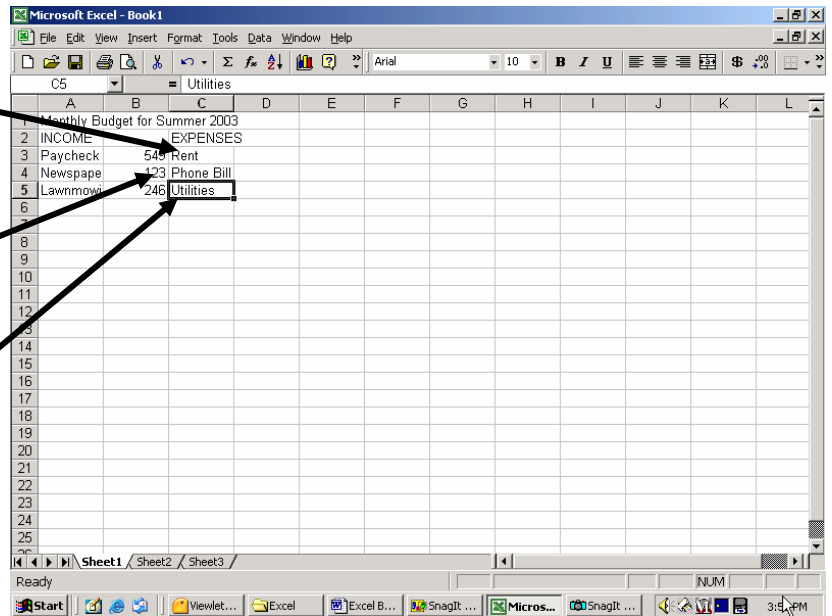 Microsoft Excel - Book1
File Edit View Insert Format Tools Data Window Help
Arial 10 B I U $
C5 = Utilities
A B C D E F G H I J K L
1 Monthly Budget for Summer 2003
2 INCOME EXPENSES
3 Paycheck 549 Rent
4 Newspape 123 Phone Bill
5 Lawnmowi 246 Utilities
6
7
8
9
10
11
12
13
14
15
16
17
18
19
20
21
22
23
24
25
Sheet1 Sheet2 Sheet3
Ready NUM
Start Viewlet... Excel Excel B... SnagIt ... Micros... SnagIt ...